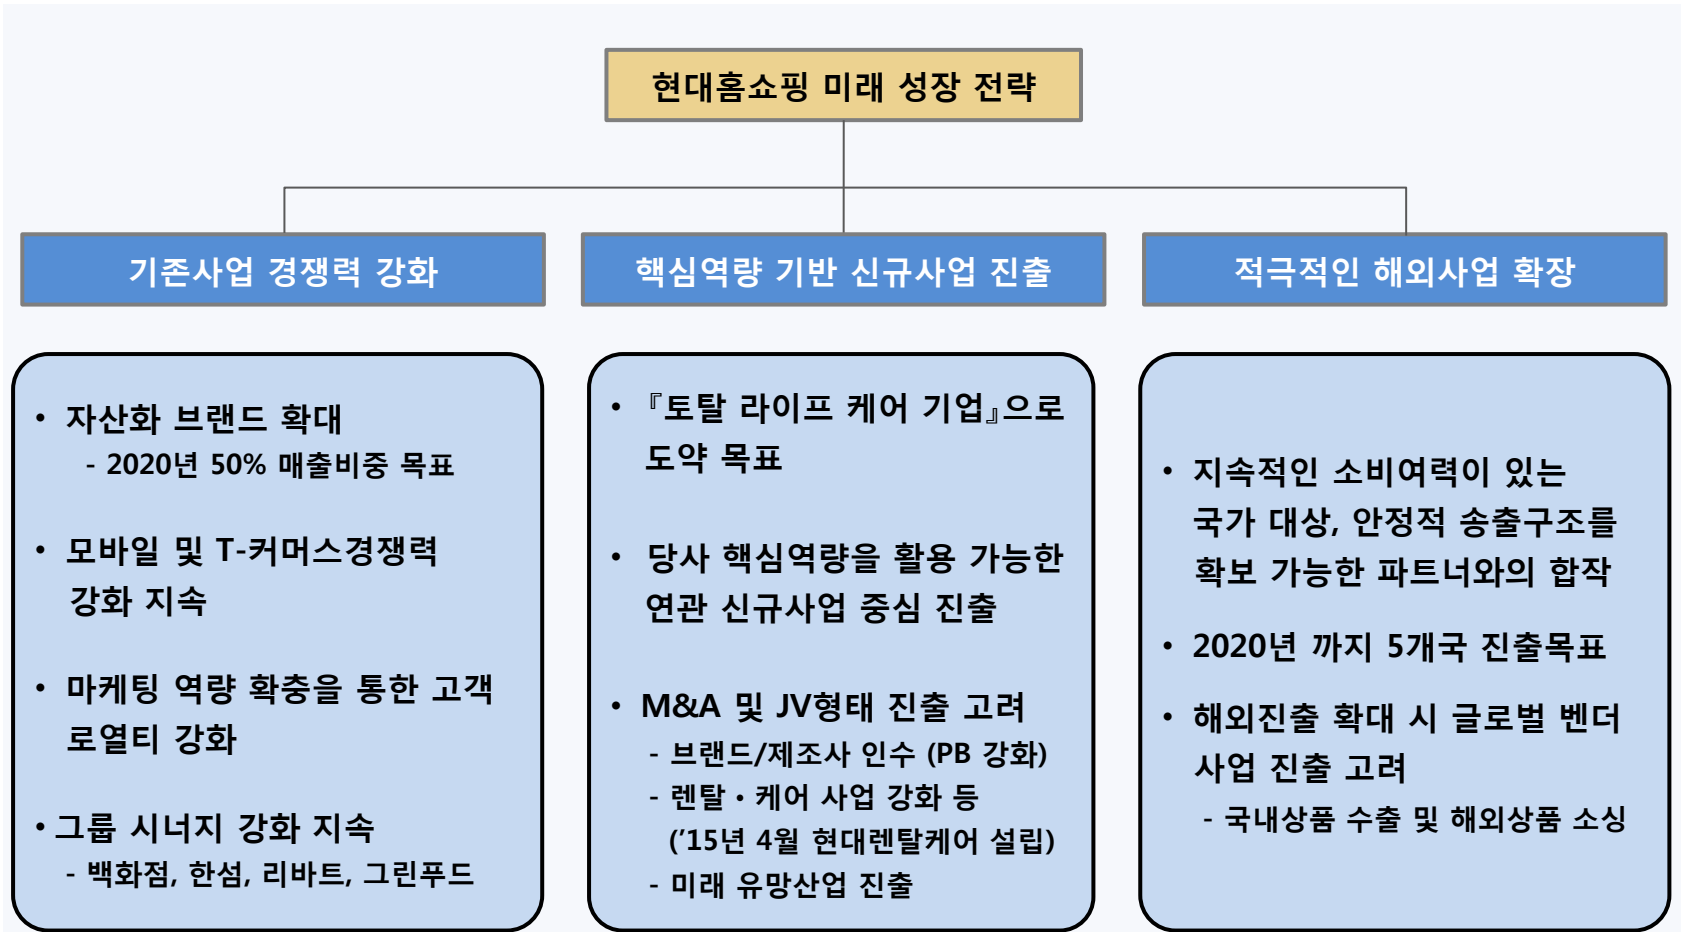 현대홈쇼핑 미래 성장 전략
기존사업 경쟁력 강화
• 자산화 브랜드 확대
- 2020년 50% 매출비중 목표
• 모바일 및 T-커머스경쟁력
강화 지속
• 마케팅 역량 확충을 통한 고객
로열티 강화
• 그룹 시너지 강화 지속
- 백화점, 한섬, 리바트, 그린푸드
핵심역량 기반 신규사업 진출
• 『토탈 라이프 케어 기업』으로
도약 목표
• 당사 핵심역량을 활용 가능한
연관 신규사업 중심 진출
• M&A 및 JV형태 진출 고려
- 브랜드/제조사 인수 (PB 강화)
- 렌탈・케어 사업 강화 등
(’15년 4월 현대렌탈케어 설립)
- 미래 유망산업 진출
적극적인 해외사업 확장
• 지속적인 소비여력이 있는
국가 대상, 안정적 송출구조를
확보 가능한 파트너와의 합작
• 2020년 까지 5개국 진출목표
• 해외진출 확대 시 글로벌 벤더
사업 진출 고려
- 국내상품 수출 및 해외상품 소싱